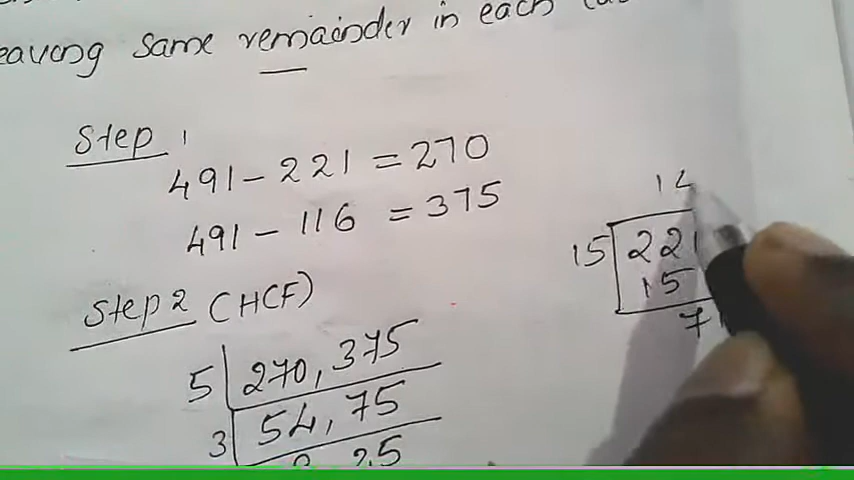 same remainder in each
Step 1
491 - 221 = 270
491 - 116 = 375
Step 2 (HCF)
5 270, 375
3 54, 75
25
14
15 221
15
7